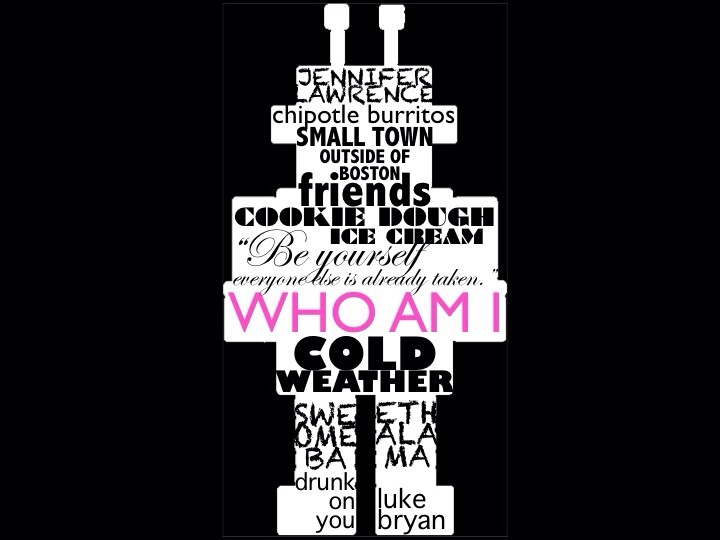 JENNIFER
LAWRENCE
chipotle burritos
SMALL TOWN
OUTSIDE OF
BOSTON
friends
COOKIE DOUGH
ICE CREAM
"Be yourself
everyone else is already taken."
WHO AM I
COLD
WEATHER
SWE ETH
OME ALA
BA MA
drunk
on
you
luke
bryan